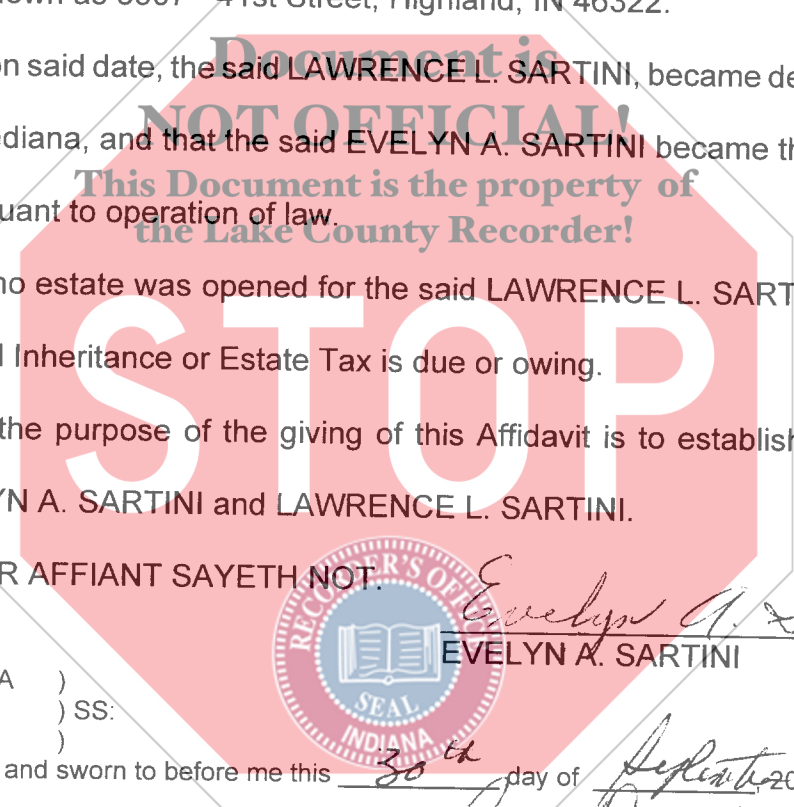 41st Street, Highland, IN 46322.
Document is
on said date, the said LAWRENCE L. SARTINI, became de
NOT OFFICIAL!
diana, and that the said EVELYN A. SARTINI became th
This Document is the property of
uant to operation of law.
the Lake County Recorder!
no estate was opened for the said LAWRENCE L. SART
l Inheritance or Estate Tax is due or owing.
STOP
the purpose of the giving of this Affidavit is to establish
YN A. SARTINI and LAWRENCE L. SARTINI.
R AFFIANT SAYETH NOT.
Evelyn A.
EVELYN A. SARTINI
RECORDER'S OFFICE
SEAL
INDIANA
A )
) SS:
)
and sworn to before me this 30th day of September, 20